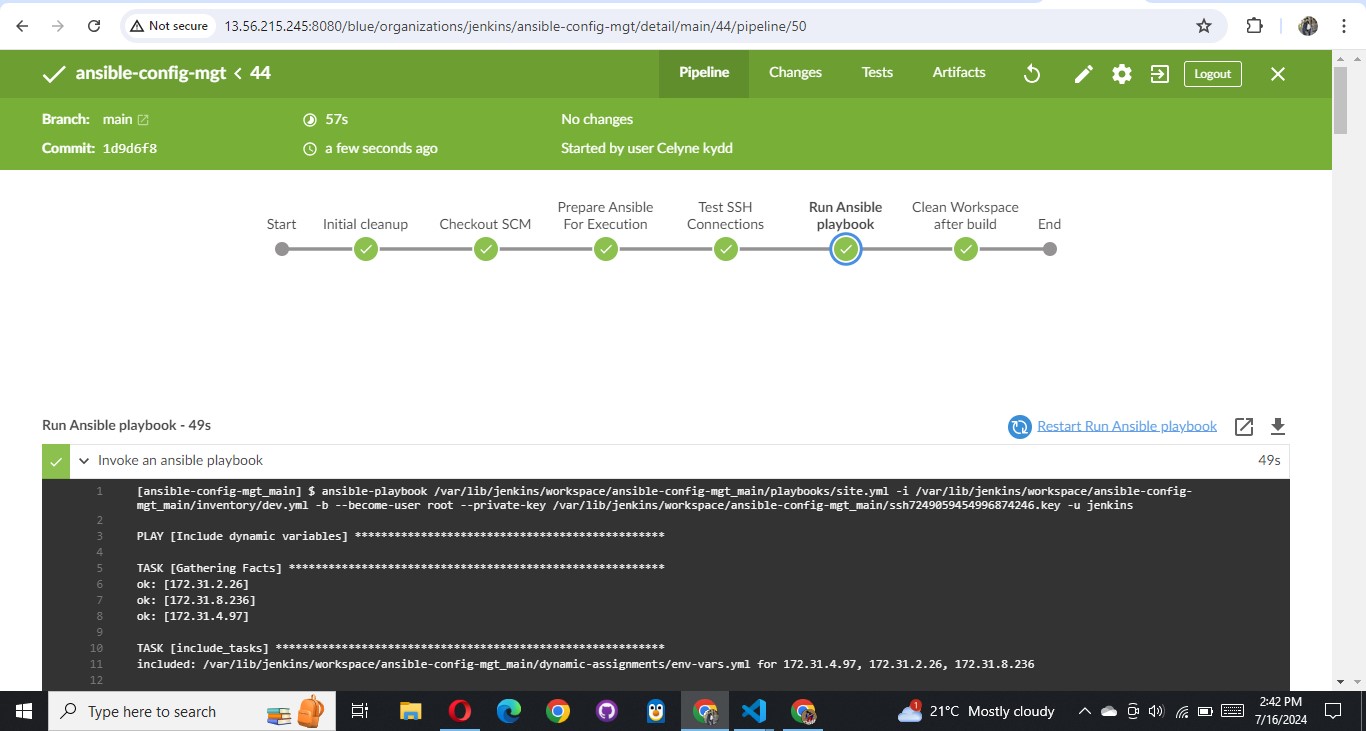 Not secure 13.56.215.245:8080/blue/organizations/jenkins/ansible-config-mgt/detail/main/44/pipeline/50
ansible-config-mgt < 44 Pipeline Changes Tests Artifacts Logout
Branch: main 57s No changes
Commit: 1d9d6f8 a few seconds ago Started by user Celyne kydd
Start Initial cleanup Checkout SCM Prepare Ansible For Execution Test SSH Connections Run Ansible playbook Clean Workspace after build End
Run Ansible playbook - 49s Restart Run Ansible playbook
Invoke an ansible playbook 49s
1 [ansible-config-mgt_main] $ ansible-playbook /var/lib/jenkins/workspace/ansible-config-mgt_main/playbooks/site.yml -i /var/lib/jenkins/workspace/ansible-config-
mgt_main/inventory/dev.yml -b --become-user root --private-key /var/lib/jenkins/workspace/ansible-config-mgt_main/ssh7249059454996874246.key -u jenkins
2
3 PLAY [Include dynamic variables] ***********************************************
4
5 TASK [Gathering Facts] *********************************************************
6 ok: [172.31.2.26]
7 ok: [172.31.8.236]
8 ok: [172.31.4.97]
9
10 TASK [include_tasks] ***********************************************************
11 included: /var/lib/jenkins/workspace/ansible-config-mgt_main/dynamic-assignments/env-vars.yml for 172.31.4.97, 172.31.2.26, 172.31.8.236
12
Type here to search 1 21°C Mostly cloudy 2:42 PM
7/16/2024